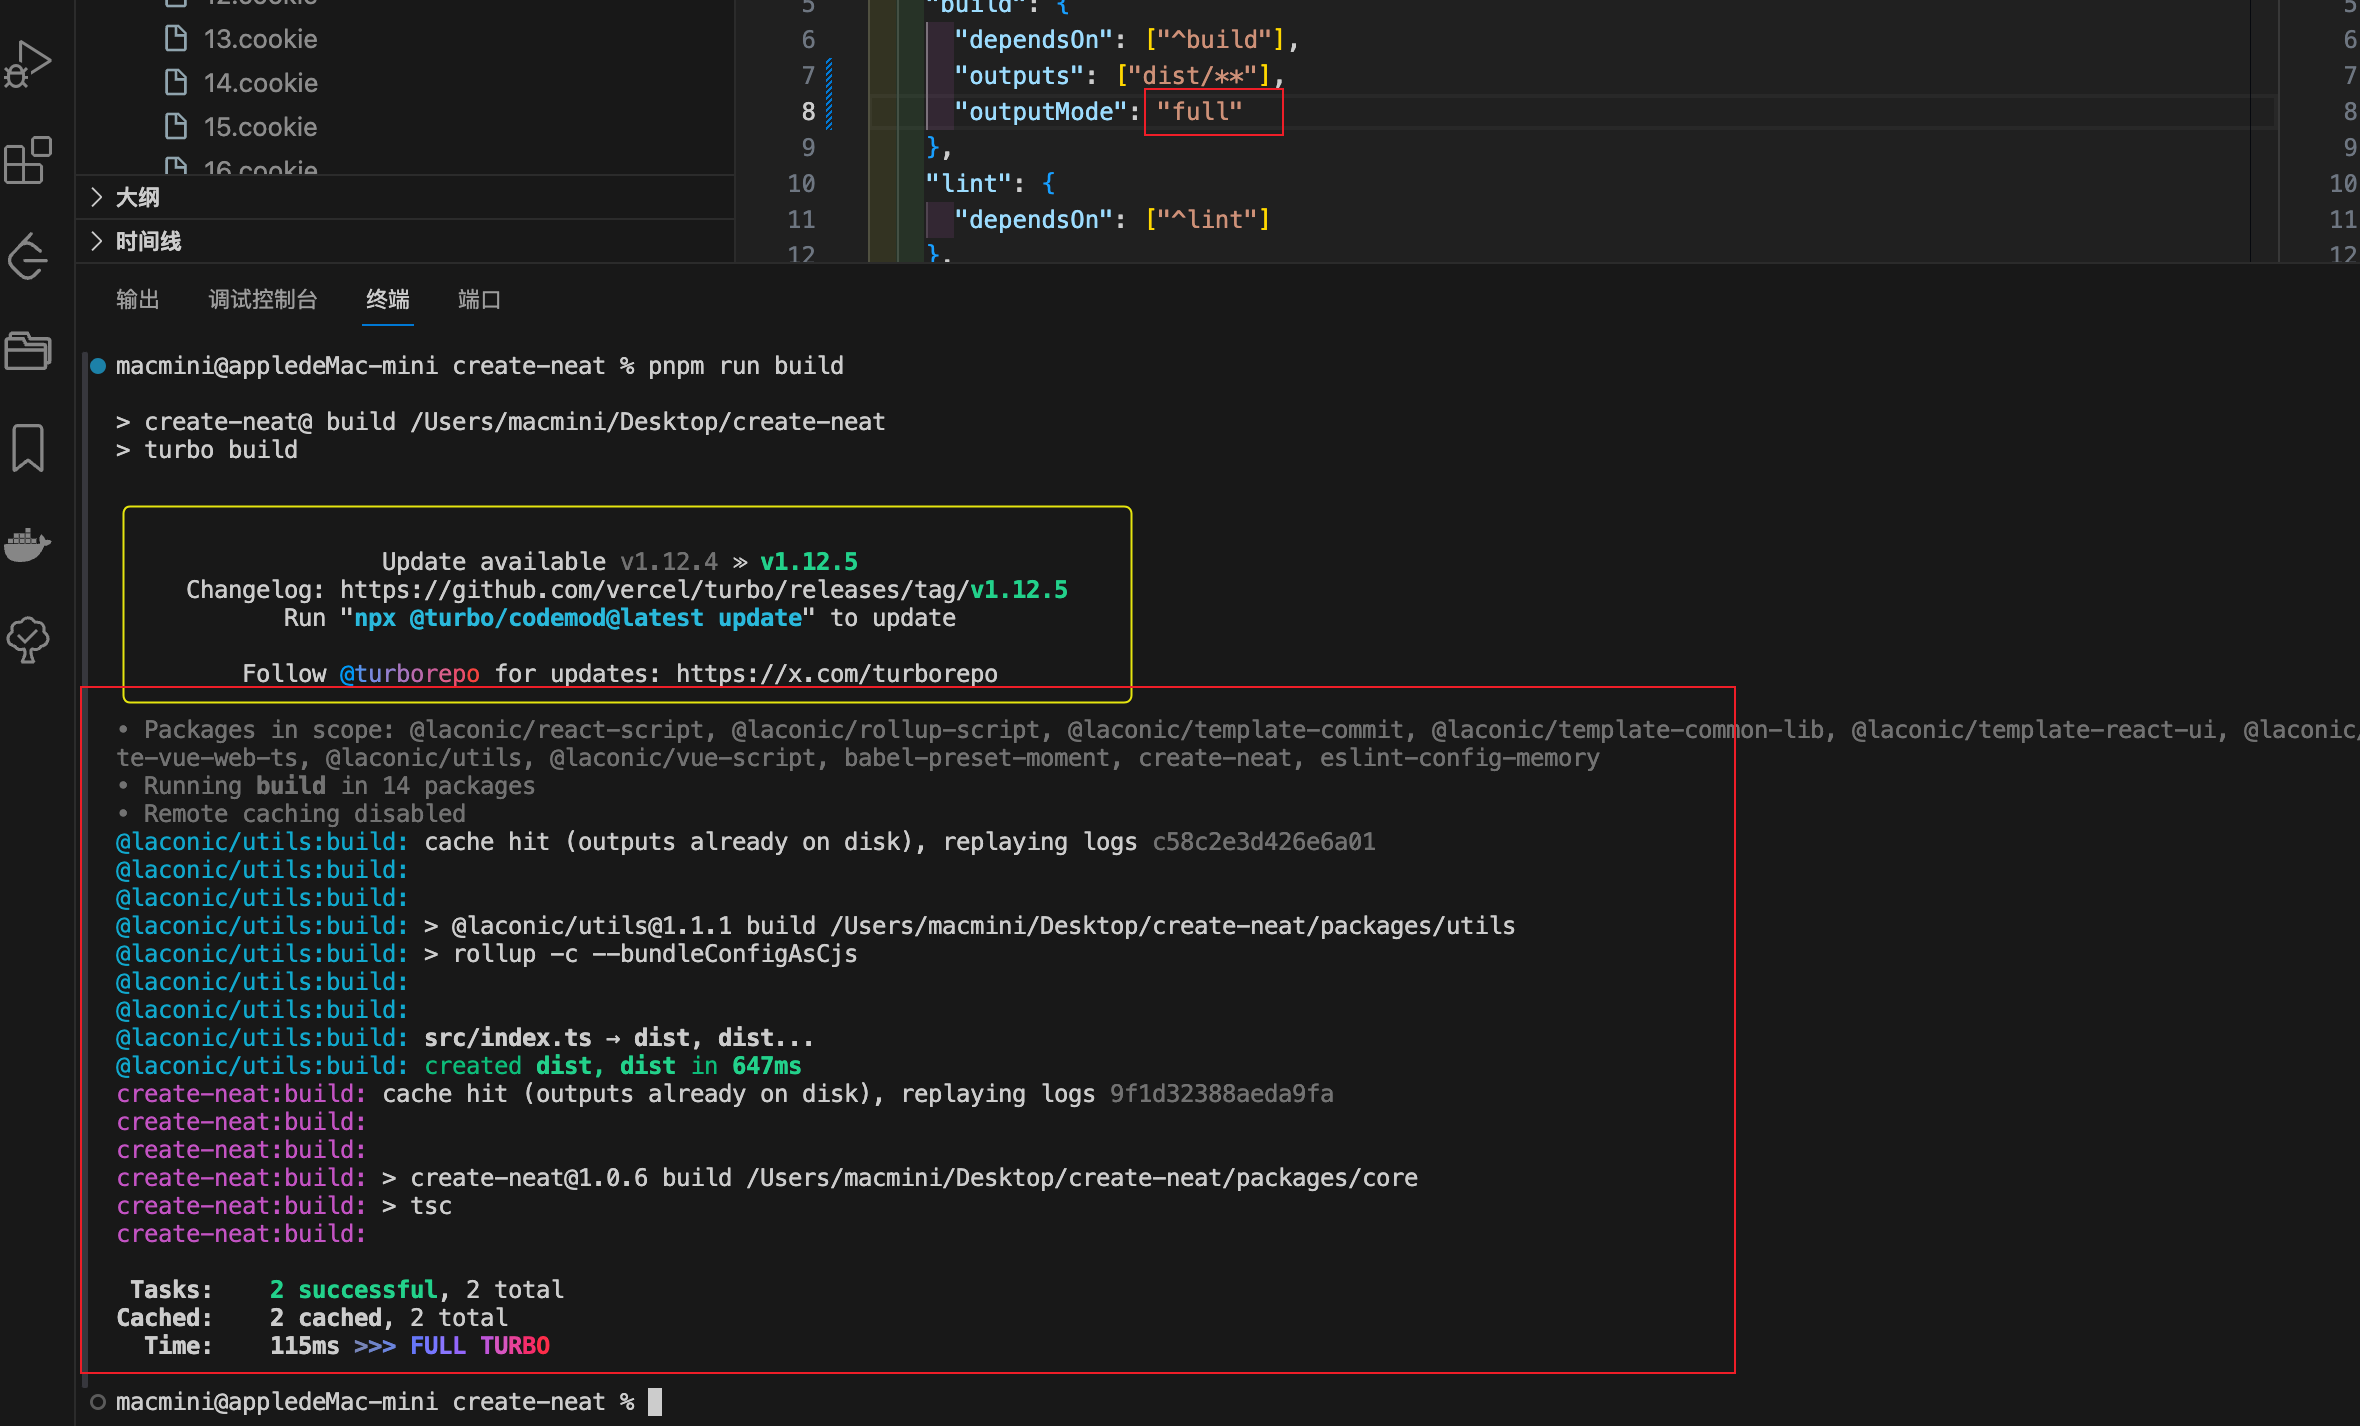 12.cookie
13.cookie
14.cookie
15.cookie
16.cookie
大纲
时间线
5 "build": {
6 "dependsOn": ["^build"],
7 "outputs": ["dist/**"],
8 "outputMode": "full"
9 },
10 "lint": {
11 "dependsOn": ["^lint"]
12 },
5
6
7
8
9
10
11
12
输出 调试控制台 终端 端口
macmini@appledeMac-mini create-neat % pnpm run build
> create-neat@ build /Users/macmini/Desktop/create-neat
> turbo build
Update available v1.12.4 ≫ v1.12.5
Changelog: https://github.com/vercel/turbo/releases/tag/v1.12.5
Run "npx @turbo/codemod@latest update" to update
Follow @turborepo for updates: https://x.com/turborepo
• Packages in scope: @laconic/react-script, @laconic/rollup-script, @laconic/template-commit, @laconic/template-common-lib, @laconic/template-react-ui, @laconic/
te-vue-web-ts, @laconic/utils, @laconic/vue-script, babel-preset-moment, create-neat, eslint-config-memory
• Running build in 14 packages
• Remote caching disabled
@laconic/utils:build: cache hit (outputs already on disk), replaying logs c58c2e3d426e6a01
@laconic/utils:build:
@laconic/utils:build:
@laconic/utils:build: > @laconic/utils@1.1.1 build /Users/macmini/Desktop/create-neat/packages/utils
@laconic/utils:build: > rollup -c --bundleConfigAsCjs
@laconic/utils:build:
@laconic/utils:build:
@laconic/utils:build: src/index.ts → dist, dist...
@laconic/utils:build: created dist, dist in 647ms
create-neat:build: cache hit (outputs already on disk), replaying logs 9f1d32388aeda9fa
create-neat:build:
create-neat:build:
create-neat:build: > create-neat@1.0.6 build /Users/macmini/Desktop/create-neat/packages/core
create-neat:build: > tsc
create-neat:build:
Tasks: 2 successful, 2 total
Cached: 2 cached, 2 total
Time: 115ms >>> FULL TURBO
macmini@appledeMac-mini create-neat %